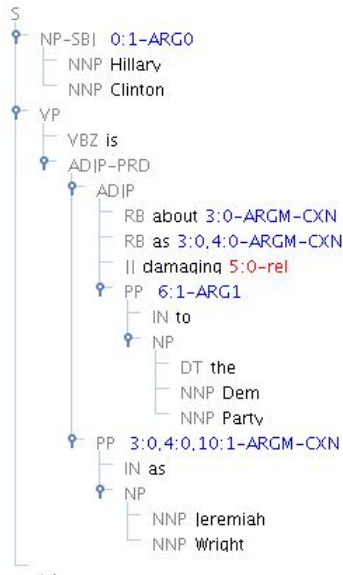 S
NP-SBJ 0:1-ARG0
NNP Hillary
NNP Clinton
VP
VBZ is
ADJP-PRD
ADJP
RB about 3:0-ARGM-CXN
RB as 3:0,4:0-ARGM-CXN
JJ damaging 5:0-rel
PP 6:1-ARG1
IN to
NP
DT the
NNP Dem
NNP Party
PP 3:0,4:0,10:1-ARGM-CXN
IN as
NP
NNP Jeremiah
NNP Wright